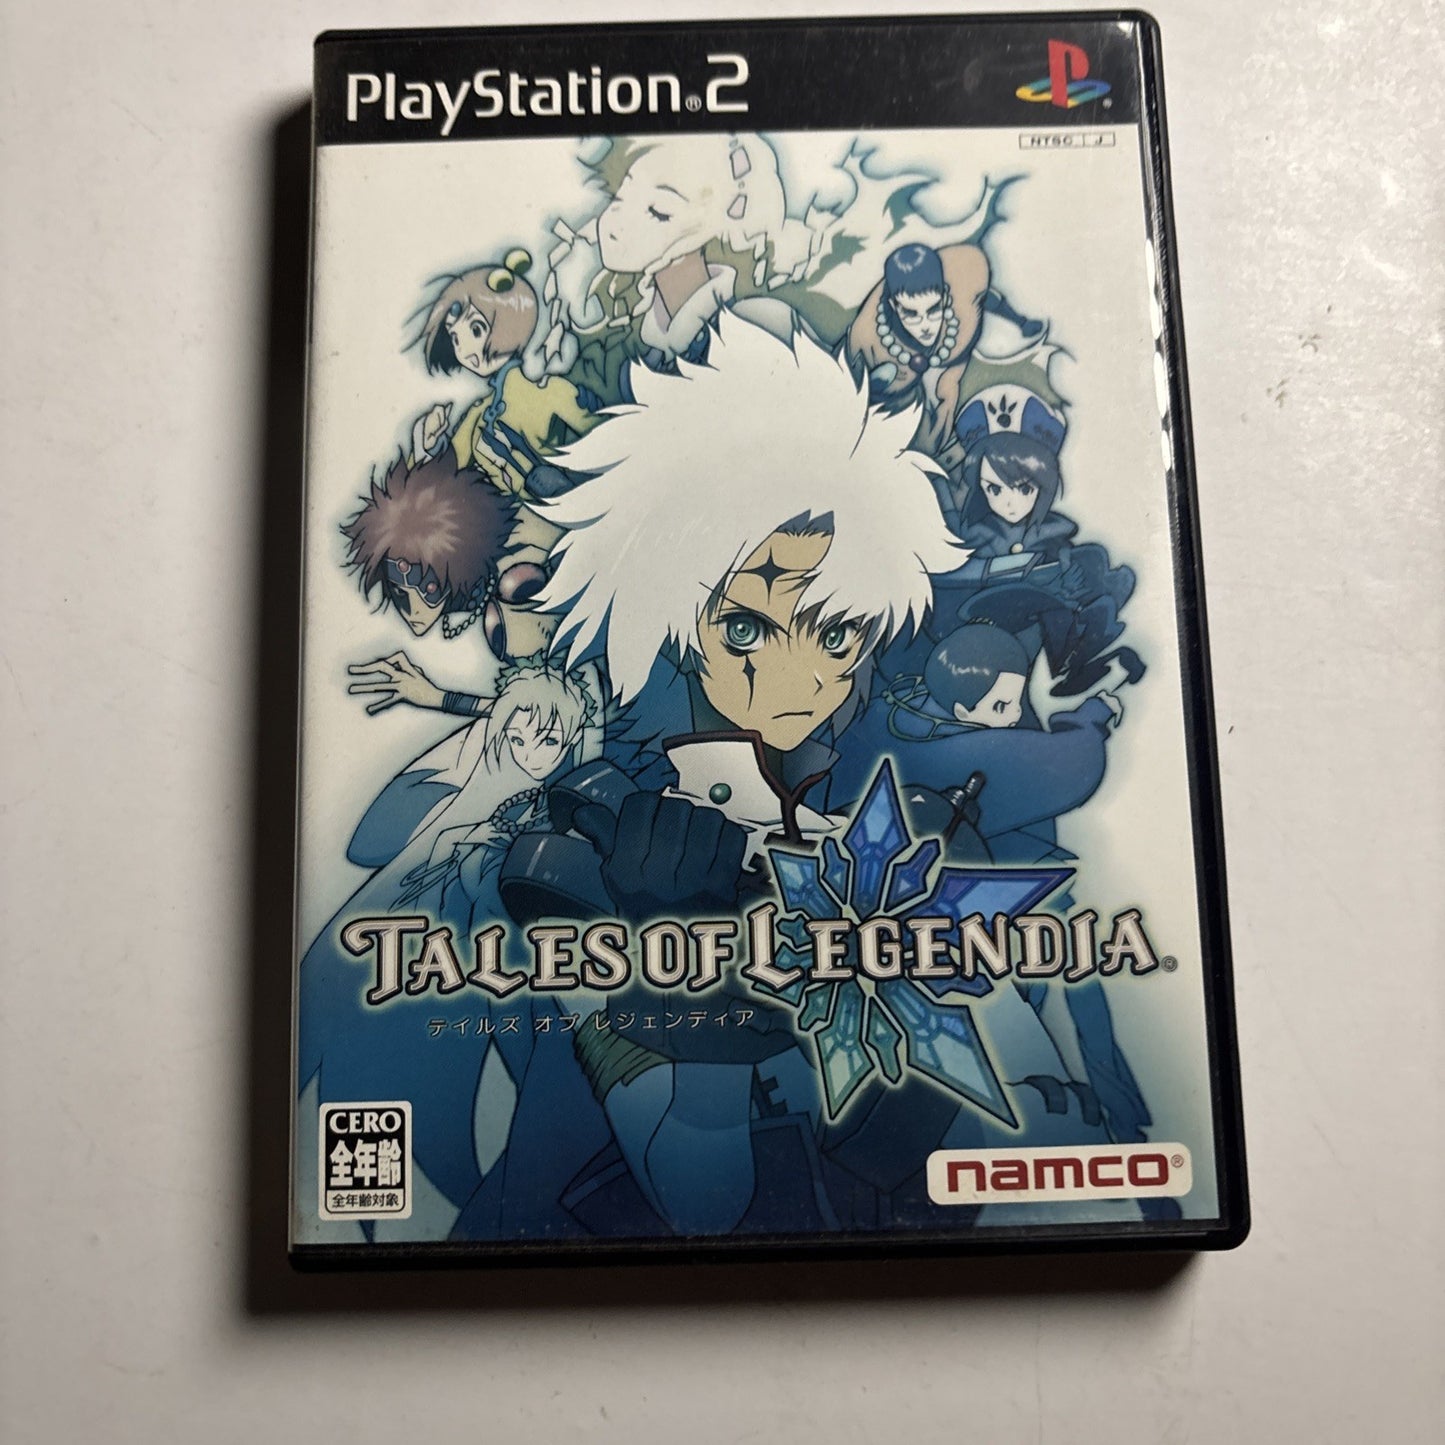 PlayStation®2
NTSC J
TALES OF LEGENDIA®
テイルズ オブ レジェンディア
CERO
全年齢
全年齢対象
namco®